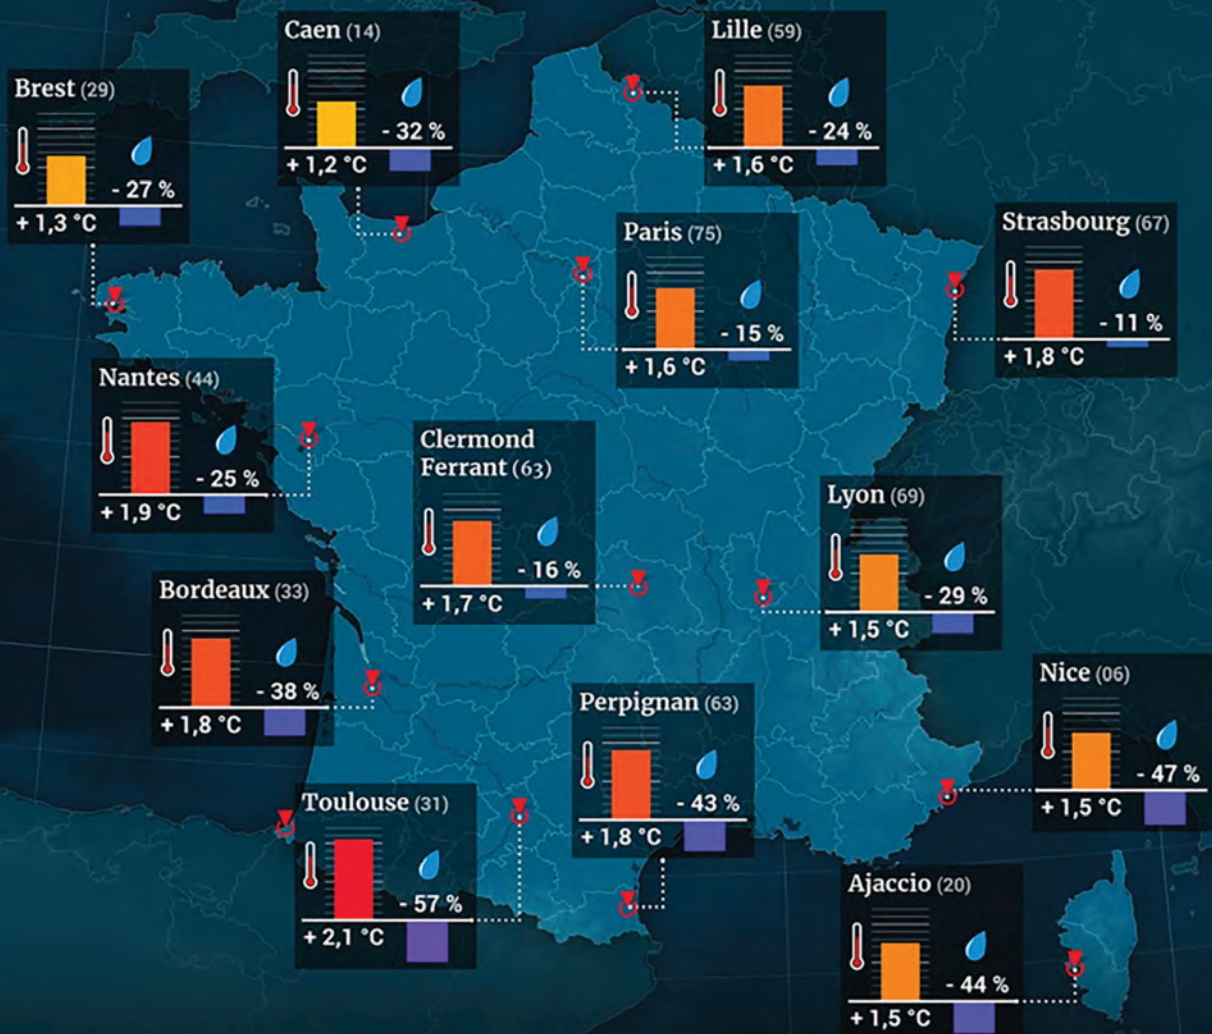 Caen (14)
- 32 %
+ 1,2 °C
Lille (59)
- 24 %
+ 1,6 °C
Brest (29)
- 27 %
+ 1,3 °C
Paris (75)
- 15 %
+ 1,6 °C
Strasbourg (67)
- 11 %
+ 1,8 °C
Nantes (44)
- 25 %
+ 1,9 °C
Clermond
Ferrant (63)
- 16 %
+ 1,7 °C
Lyon (69)
- 29 %
+ 1,5 °C
Bordeaux (33)
- 38 %
+ 1,8 °C
Perpignan (63)
- 43 %
+ 1,8 °C
Nice (06)
- 47 %
+ 1,5 °C
Toulouse (31)
- 57 %
+ 2,1 °C
Ajaccio (20)
- 44 %
+ 1,5 °C